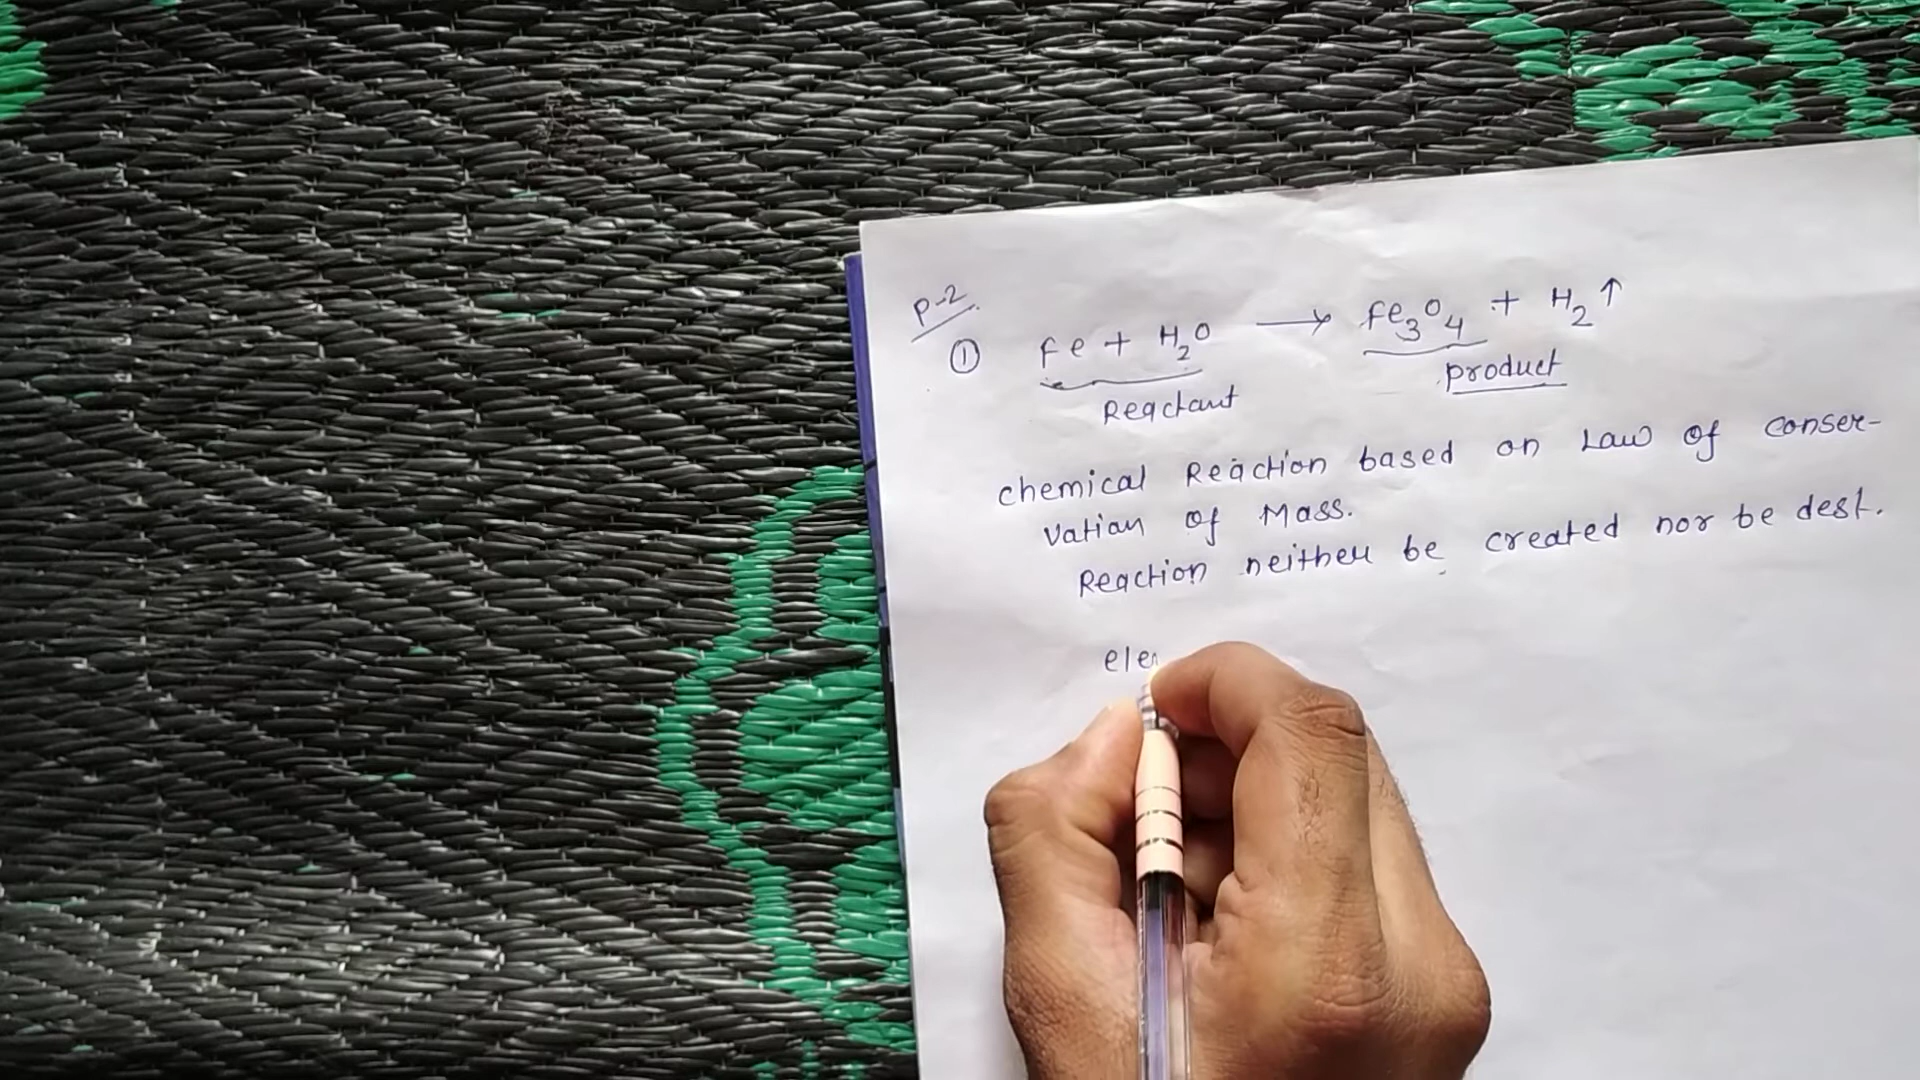 P-2
① Fe + H₂O → Fe₃O₄ + H₂↑
Reactant product
chemical Reaction based on Law of conser-
vation of Mass.
Reaction neither be created nor be dest.
ele